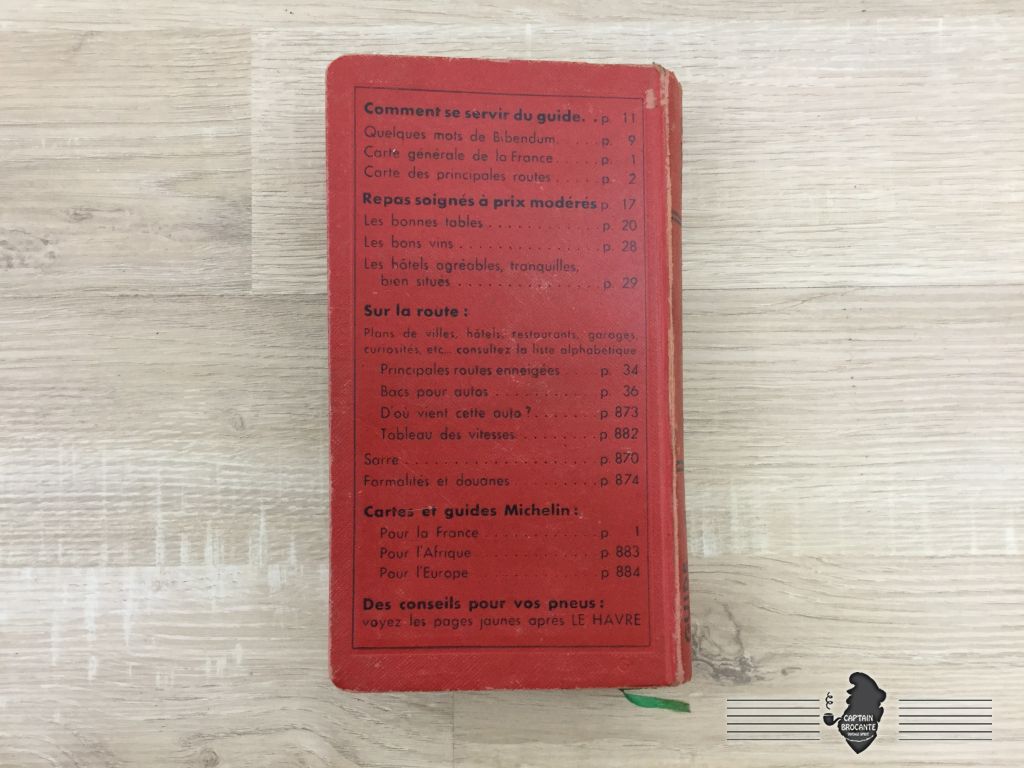 Comment se servir du guide. . p. 11
Quelques mots de Bibendum. . . . . p. 9
Carte générale de la France . . . . . p. 1
Carte des principales routes . . . . . p. 2
Repas soignés à prix modérés p. 17
Les bonnes tables . . . . . . . . . . . . p. 20
Les bons vins . . . . . . . . . . . . . . . p. 28
Les hôtels agréables, tranquilles,
bien situés . . . . . . . . . . . . . . . p. 29
Sur la route :
Plans de villes, hôtels, restaurants, garages,
curiosités, etc... consultez la liste alphabétique
Principales routes enneigées . . . p. 34
Bacs pour autos . . . . . . . . . . . p. 36
D'où vient cette auto ? . . . . . . . p 873
Tableau des vitesses . . . . . . . . p 882
Sarre . . . . . . . . . . . . . . . . . . . . p. 870
Formalités et douanes . . . . . . . . . p 874
Cartes et guides Michelin :
Pour la France . . . . . . . . . . . . p 1
Pour l'Afrique . . . . . . . . . . . . p 883
Pour l'Europe . . . . . . . . . . . . p 884
Des conseils pour vos pneus :
voyez les pages jaunes après LE HAVRE
CAPTAIN
BROCANTE